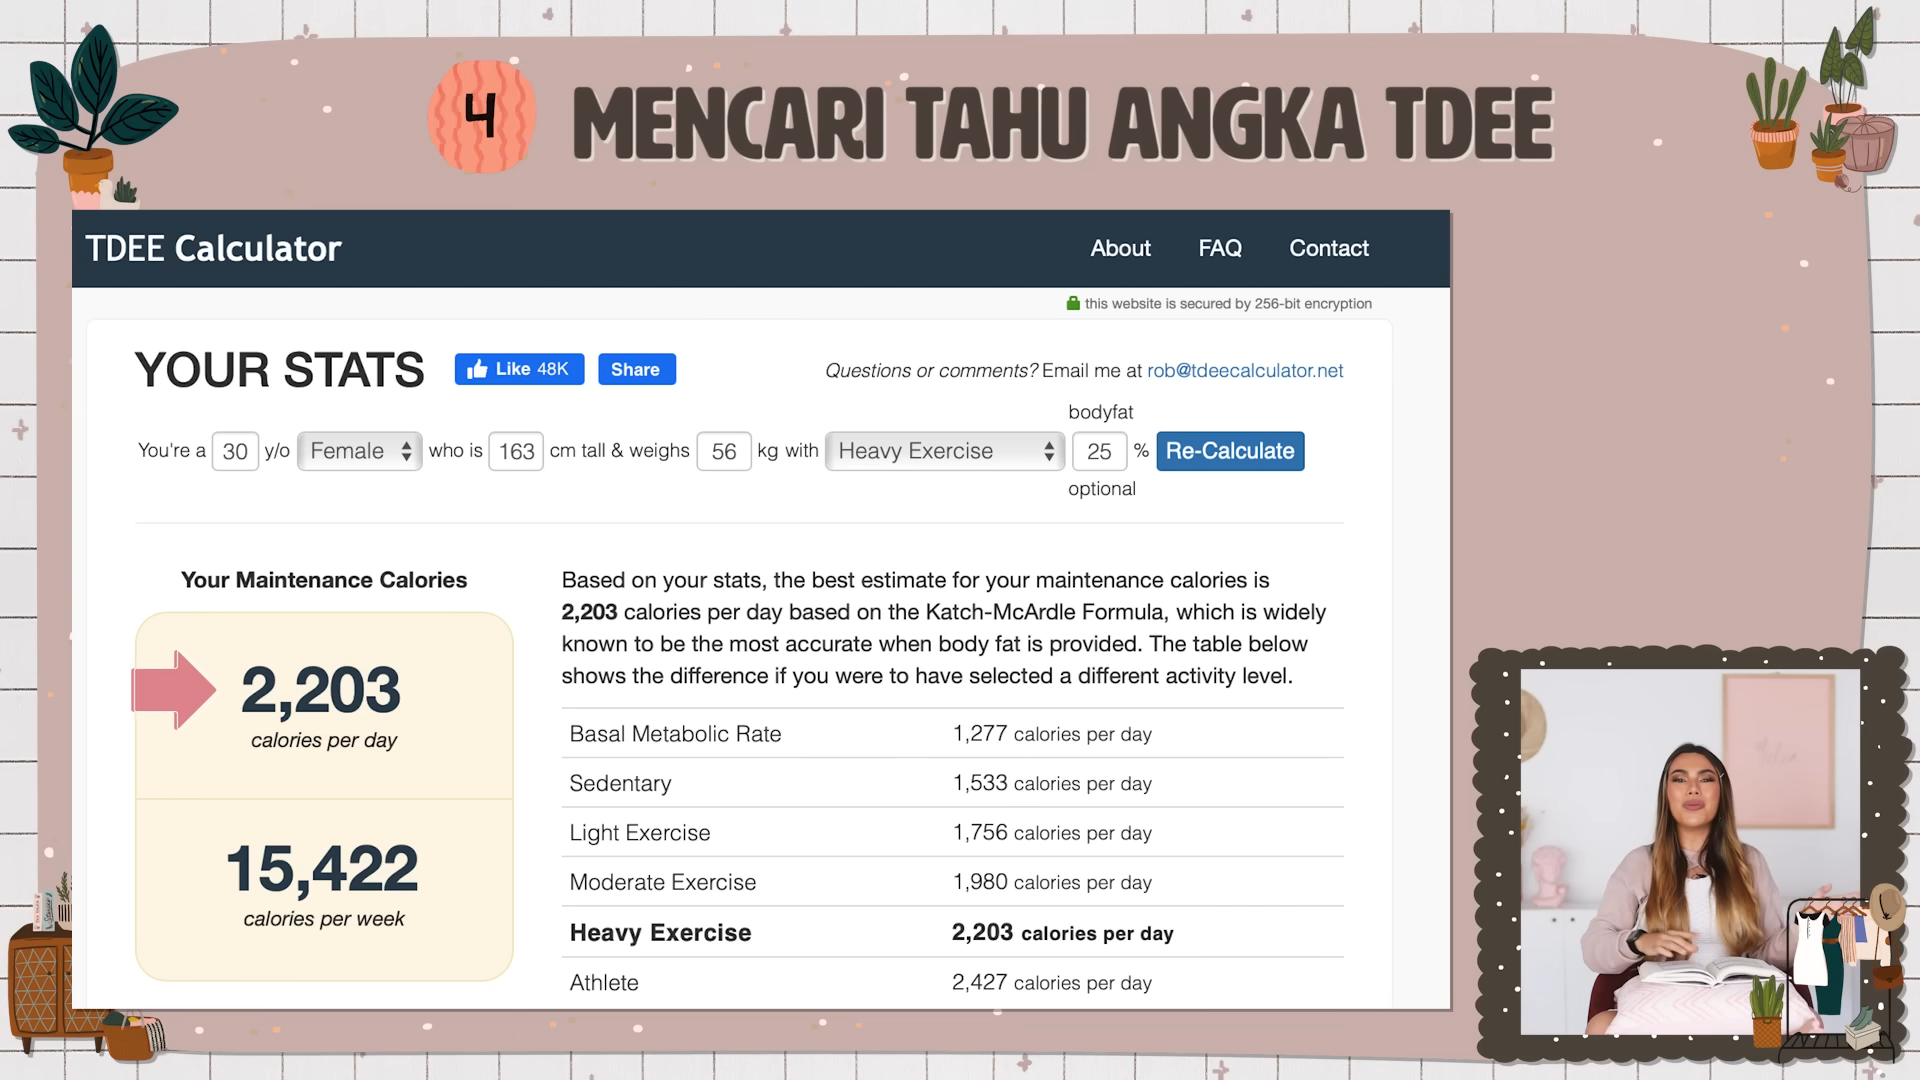 4 MENCARI TAHU ANGKA TDEE
TDEE Calculator About FAQ Contact
this website is secured by 256-bit encryption
YOUR STATS Like 48K Share Questions or comments? Email me at rob@tdeecalculator.net
bodyfat
You're a 30 y/o Female who is 163 cm tall & weighs 56 kg with Heavy Exercise 25 % Re-Calculate
optional
Your Maintenance Calories
2,203
calories per day
15,422
calories per week
Based on your stats, the best estimate for your maintenance calories is
2,203 calories per day based on the Katch-McArdle Formula, which is widely
known to be the most accurate when body fat is provided. The table below
shows the difference if you were to have selected a different activity level.
Basal Metabolic Rate 1,277 calories per day
Sedentary 1,533 calories per day
Light Exercise 1,756 calories per day
Moderate Exercise 1,980 calories per day
Heavy Exercise 2,203 calories per day
Athlete 2,427 calories per day